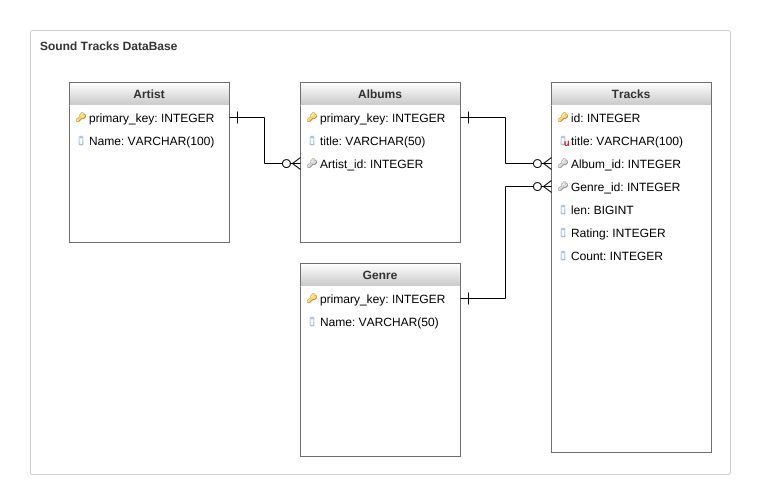 Sound Tracks DataBase
Artist
primary_key: INTEGER
Name: VARCHAR(100)
Albums
primary_key: INTEGER
title: VARCHAR(50)
Artist_id: INTEGER
Genre
primary_key: INTEGER
Name: VARCHAR(50)
Tracks
id: INTEGER
title: VARCHAR(100)
Album_id: INTEGER
Genre_id: INTEGER
len: BIGINT
Rating: INTEGER
Count: INTEGER